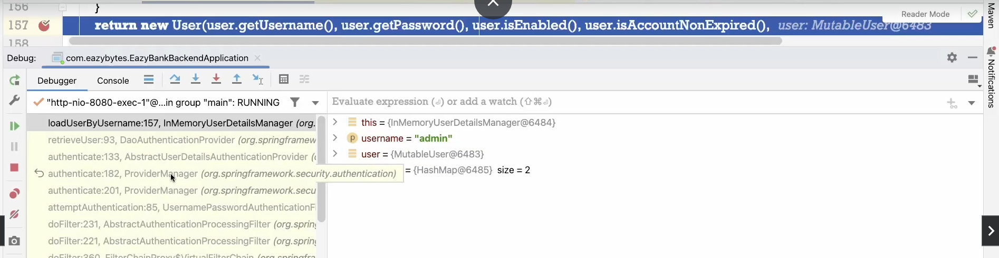 156 }
Reader Mode
157 return new User(user.getUsername(), user.getPassword(), user.isEnabled(), user.isAccountNonExpired(), user: MutableUser@6483
158
Maven
Notifications
Debug: com.eazybytes.EazyBankBackendApplication
Debugger Console
"http-nio-8080-exec-1"@...in group "main": RUNNING
Evaluate expression (⏎) or add a watch (⇧⌘⏎)
loadUserByUsername:157, InMemoryUserDetailsManager (org.
retrieveUser:93, DaoAuthenticationProvider (org.springframew
authenticate:133, AbstractUserDetailsAuthenticationProvider (
authenticate:182, ProviderManager (org.springframework.security.authentication)
authenticate:201, ProviderManager (org.springframework.secu
attemptAuthentication:85, UsernamePasswordAuthenticationFi
doFilter:231, AbstractAuthenticationProcessingFilter (org.spring
doFilter:221, AbstractAuthenticationProcessingFilter (org.spring
doFilter:360, FilterChainProxy$VirtualFilterChain (org.springfra
this = {InMemoryUserDetailsManager@6484}
p username = "admin"
user = {MutableUser@6483}
= {HashMap@6485} size = 2